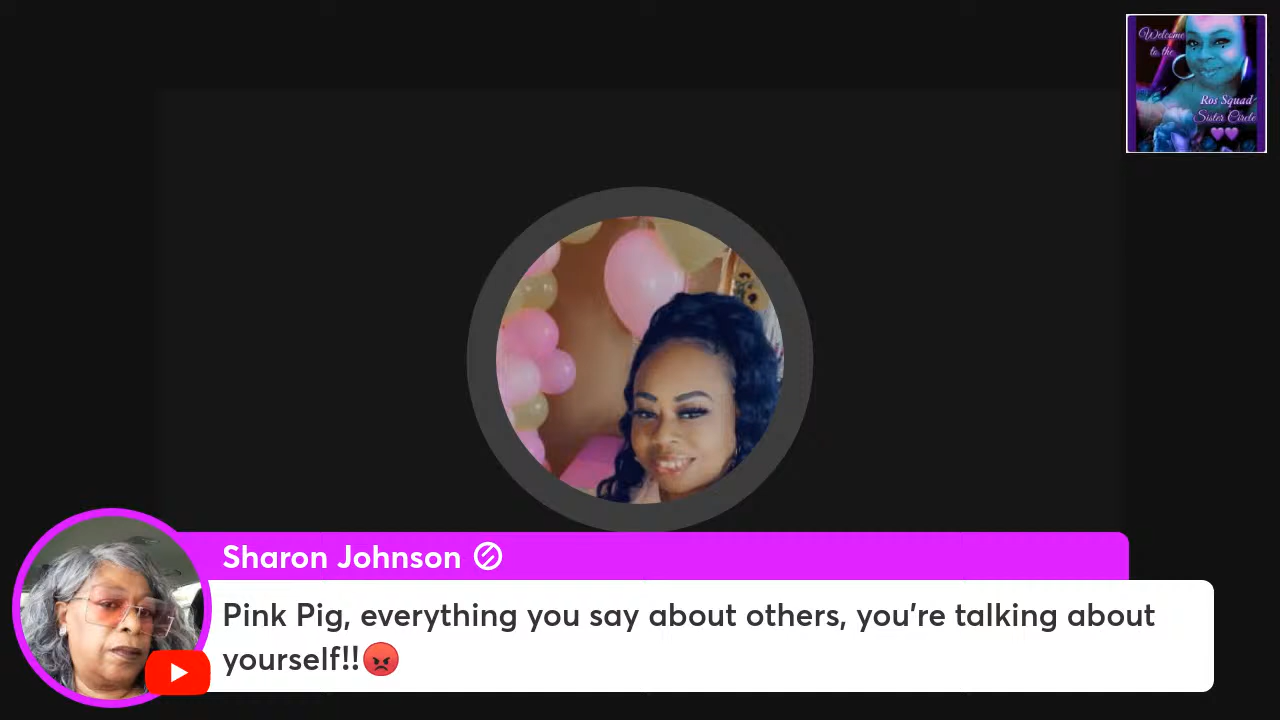 Welcome
to the
Ros Squad
Sister Circle
Sharon Johnson
Pink Pig, everything you say about others, you're talking about
yourself!!😡